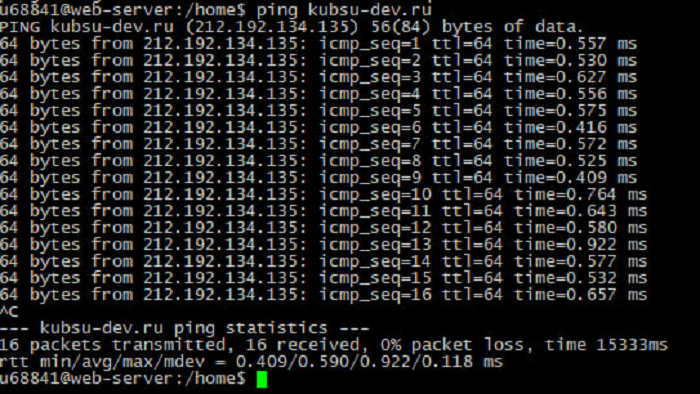 u68841@web-server:/home$ ping kubsu-dev.ru
PING kubsu-dev.ru (212.192.134.135) 56(84) bytes of data.
64 bytes from 212.192.134.135: icmp_seq=1 ttl=64 time=0.557 ms
64 bytes from 212.192.134.135: icmp_seq=2 ttl=64 time=0.530 ms
64 bytes from 212.192.134.135: icmp_seq=3 ttl=64 time=0.627 ms
64 bytes from 212.192.134.135: icmp_seq=4 ttl=64 time=0.556 ms
64 bytes from 212.192.134.135: icmp_seq=5 ttl=64 time=0.575 ms
64 bytes from 212.192.134.135: icmp_seq=6 ttl=64 time=0.416 ms
64 bytes from 212.192.134.135: icmp_seq=7 ttl=64 time=0.572 ms
64 bytes from 212.192.134.135: icmp_seq=8 ttl=64 time=0.525 ms
64 bytes from 212.192.134.135: icmp_seq=9 ttl=64 time=0.409 ms
64 bytes from 212.192.134.135: icmp_seq=10 ttl=64 time=0.764 ms
64 bytes from 212.192.134.135: icmp_seq=11 ttl=64 time=0.643 ms
64 bytes from 212.192.134.135: icmp_seq=12 ttl=64 time=0.580 ms
64 bytes from 212.192.134.135: icmp_seq=13 ttl=64 time=0.922 ms
64 bytes from 212.192.134.135: icmp_seq=14 ttl=64 time=0.577 ms
64 bytes from 212.192.134.135: icmp_seq=15 ttl=64 time=0.532 ms
64 bytes from 212.192.134.135: icmp_seq=16 ttl=64 time=0.657 ms
^C
--- kubsu-dev.ru ping statistics ---
16 packets transmitted, 16 received, 0% packet loss, time 15333ms
rtt min/avg/max/mdev = 0.409/0.590/0.922/0.118 ms
u68841@web-server:/home$